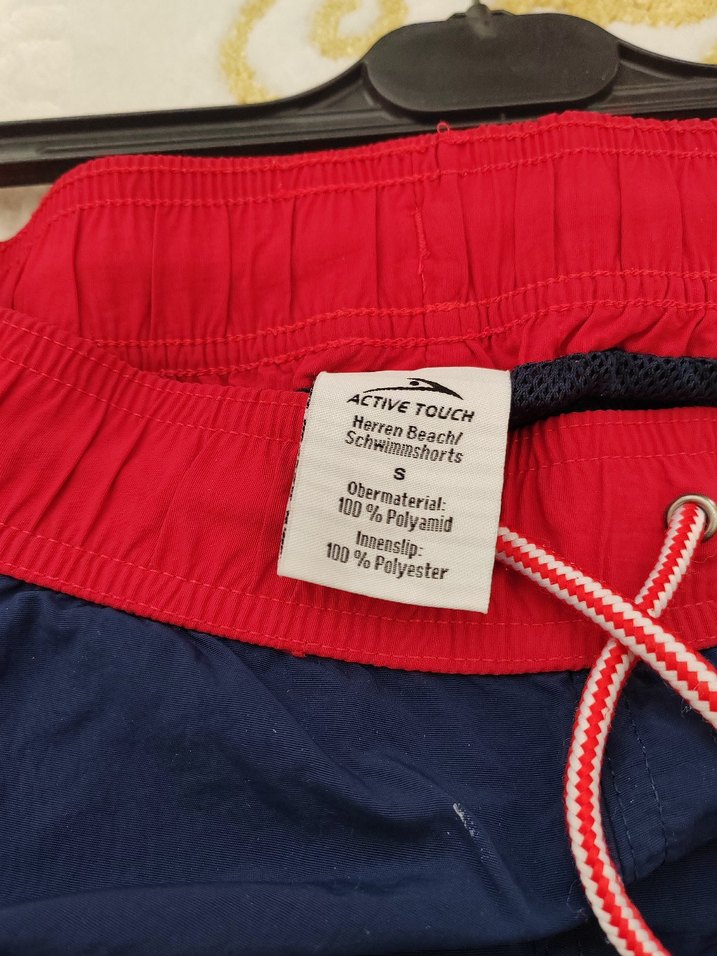 ACTIVE TOUCH
Herren Beach/
Schwimmshorts
S
Obermaterial:
100 % Polyamid
Innenslip:
100 % Polyester